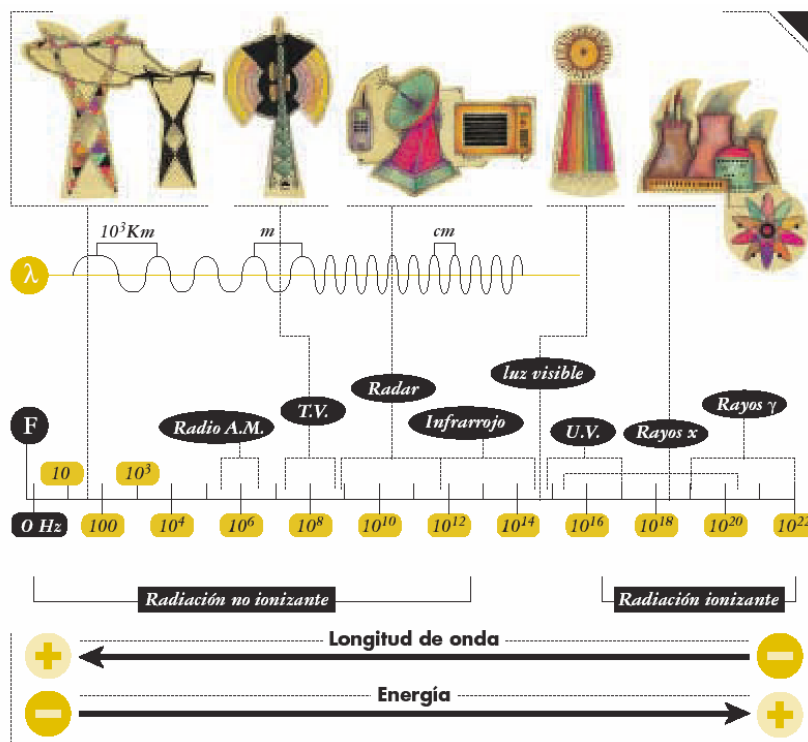 10³Km
m
cm
λ
luz visible
Radar
Rayos γ
T.V.
F
Radio A.M.
Infrarrojo
U.V.
Rayos x
10
10³
0 Hz
100
10⁴
10⁶
10⁸
10¹⁰
10¹²
10¹⁴
10¹⁶
10¹⁸
10²⁰
10²²
Radiación no ionizante
Radiación ionizante
Longitud de onda
+
−
Energía
−
+